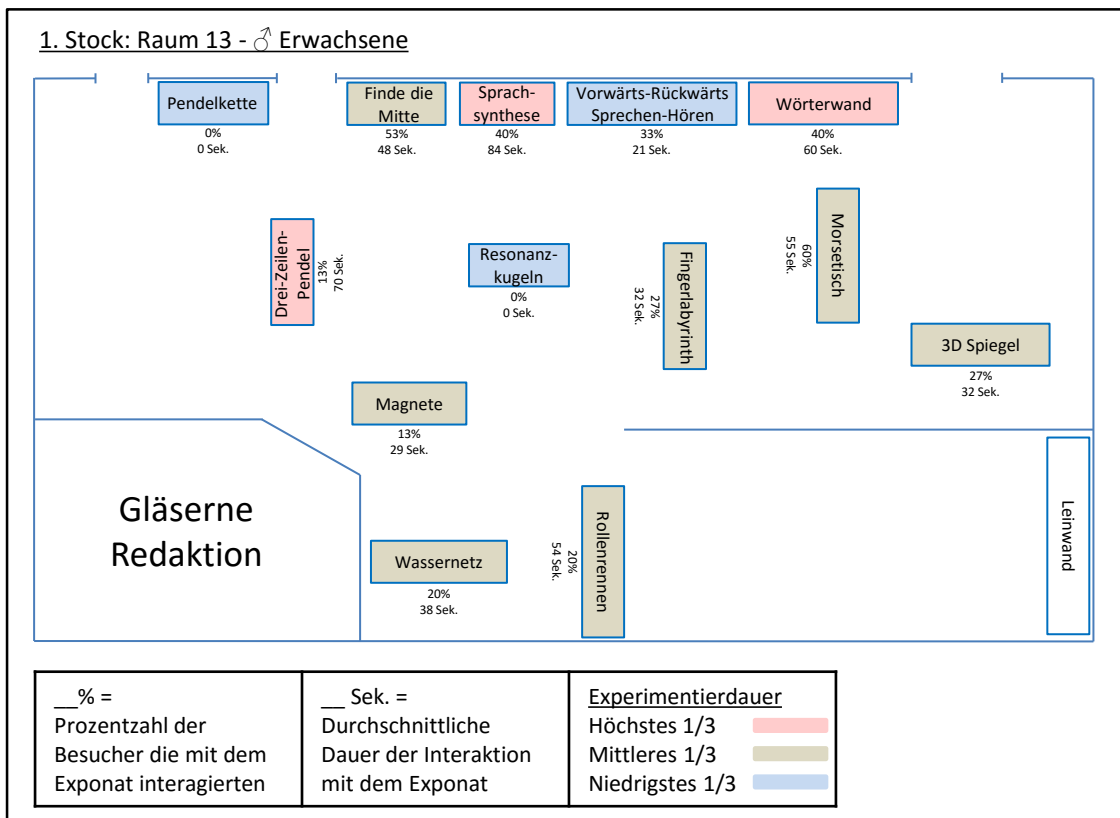 1. Stock: Raum 13 - ♂ Erwachsene
Pendelkette
0%
0 Sek.
Finde die
Mitte
53%
48 Sek.
Sprach-
synthese
40%
84 Sek.
Vorwärts-Rückwärts
Sprechen-Hören
33%
21 Sek.
Wörterwand
40%
60 Sek.
Drei-Zeilen-
Pendel
13%
70 Sek.
Resonanz-
kugeln
0%
0 Sek.
Fingerlabyrinth
27%
32 Sek.
Morsetisch
60%
55 Sek.
3D Spiegel
27%
32 Sek.
Magnete
13%
29 Sek.
Gläserne
Redaktion
Wassernetz
20%
38 Sek.
Rollenrennen
20%
54 Sek.
Leinwand
__% =
Prozentzahl der
Besucher die mit dem
Exponat interagierten
__ Sek. =
Durchschnittliche
Dauer der Interaktion
mit dem Exponat
Experimentierdauer
Höchstes 1/3
Mittleres 1/3
Niedrigstes 1/3